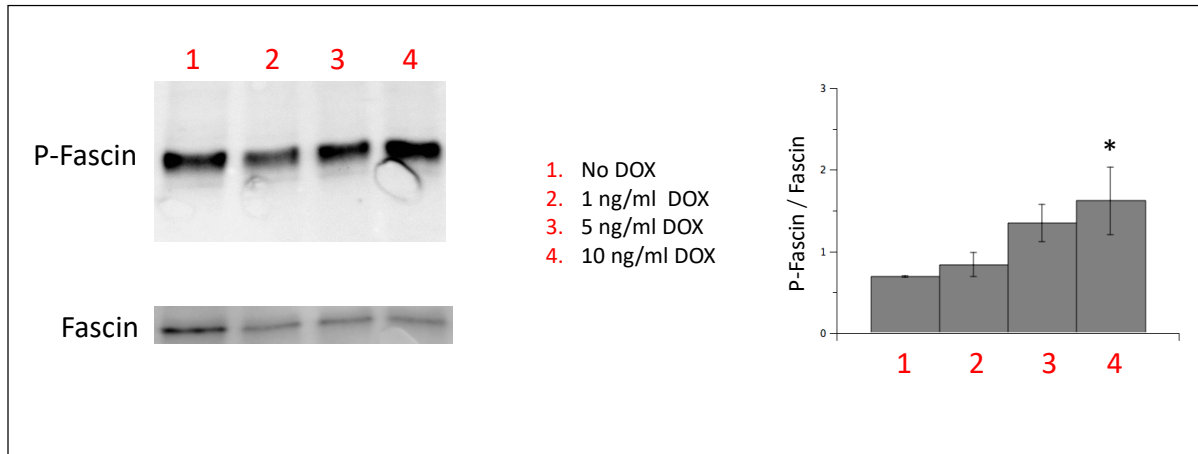 1 2 3 4
P-Fascin
Fascin
1. No DOX
2. 1 ng/ml DOX
3. 5 ng/ml DOX
4. 10 ng/ml DOX
P-Fascin / Fascin
3
2
1
0
*
1 2 3 4